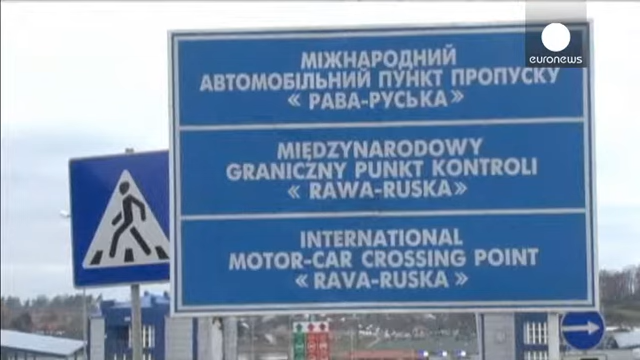 euronews
МІЖНАРОДНИЙ
АВТОМОБІЛЬНИЙ ПУНКТ ПРОПУСКУ
« РАВА-РУСЬКА »
MIĘDZYNARODOWY
GRANICZNY PUNKT KONTROLI
« RAWA-RUSKA »
INTERNATIONAL
MOTOR-CAR CROSSING POINT
« RAVA-RUSKA »